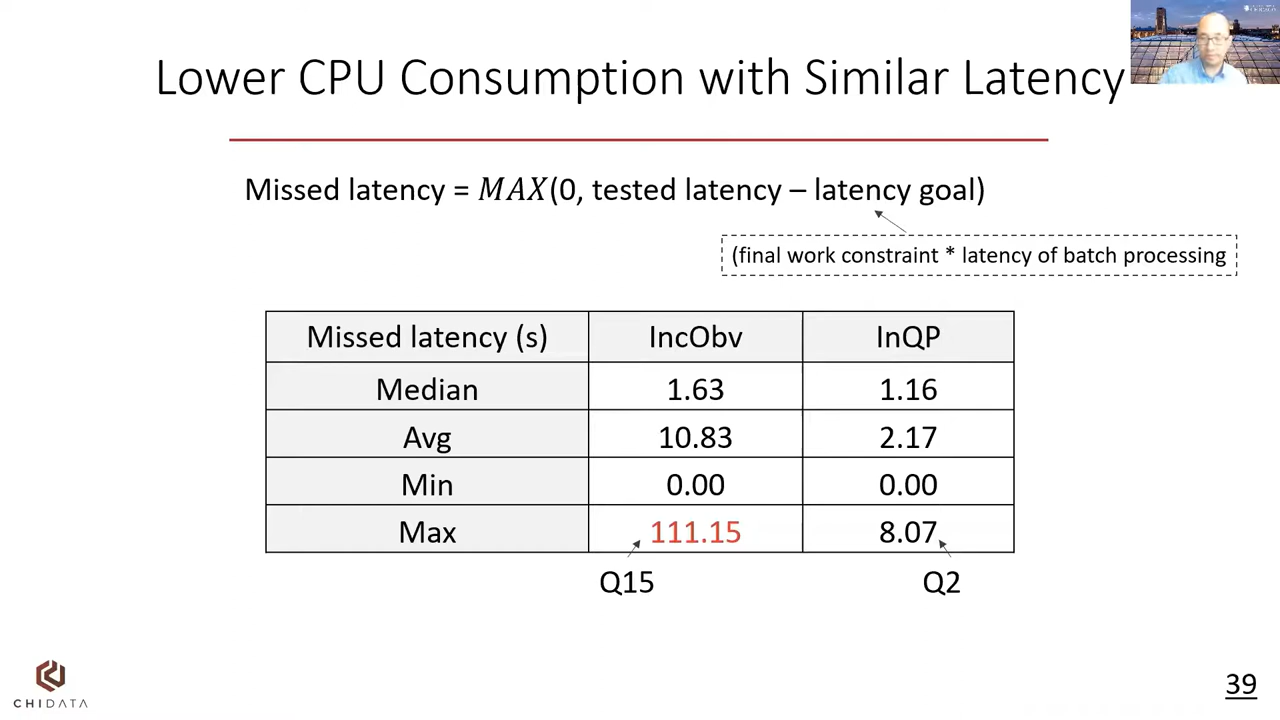 Lower CPU Consumption with Similar Latency
Missed latency = MAX(0, tested latency – latency goal)
(final work constraint * latency of batch processing
Missed latency (s) IncObv InQP
Median 1.63 1.16
Avg 10.83 2.17
Min 0.00 0.00
Max 111.15 8.07
Q15 Q2
CHIDATA
39